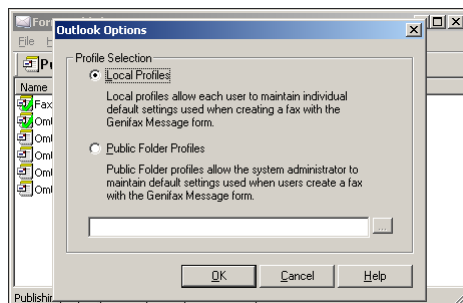 For
Outlook Options
File
Profile Selection
Local Profiles
Local profiles allow each user to maintain individual
default settings used when creating a fax with the
Genifax Message form.
Public Folder Profiles
Public Folder profiles allow the system administrator to
maintain default settings used when users create a fax
with the Genifax Message form.
...
OK
Cancel
Help
Name
Fax
Publishin